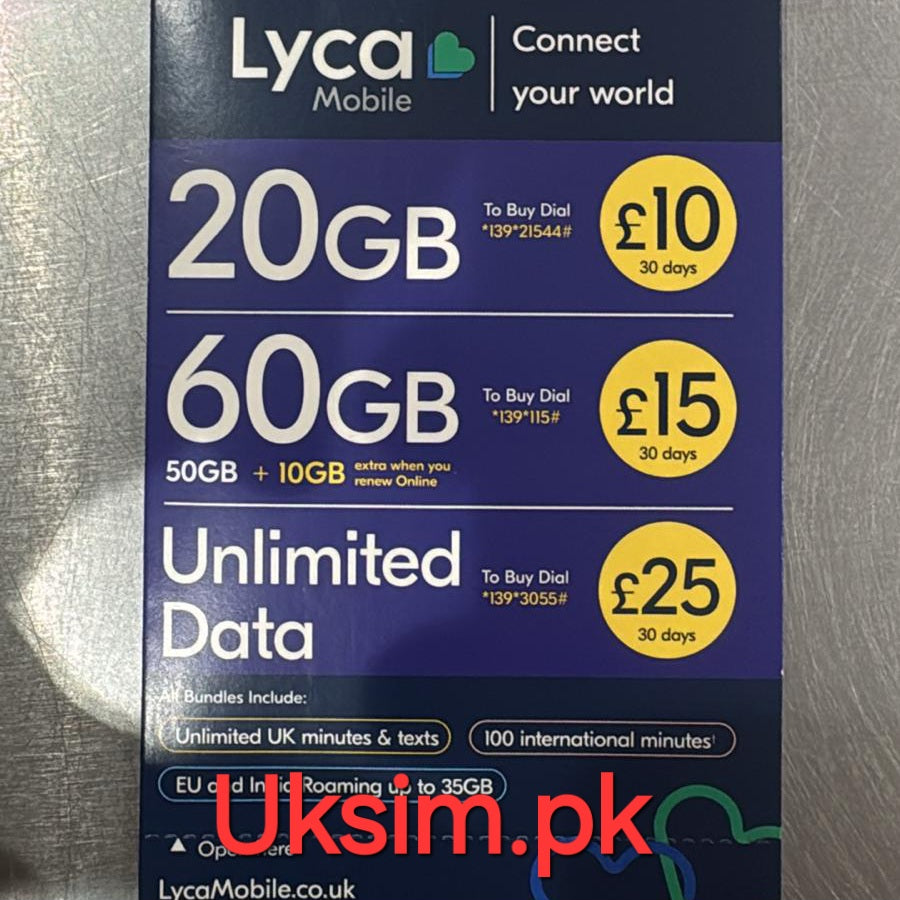 Lyca
Mobile
Connect
your world
20GB
To Buy Dial
*139*21544#
£10
30 days
60GB
50GB + 10GB extra when you
renew Online
To Buy Dial
*139*115#
£15
30 days
Unlimited
Data
To Buy Dial
*139*3055#
£25
30 days
All Bundles Include:
Unlimited UK minutes & texts
100 international minutes†
EU and India Roaming up to 35GB
Uksim.pk
▲ Open here
LycaMobile.co.uk